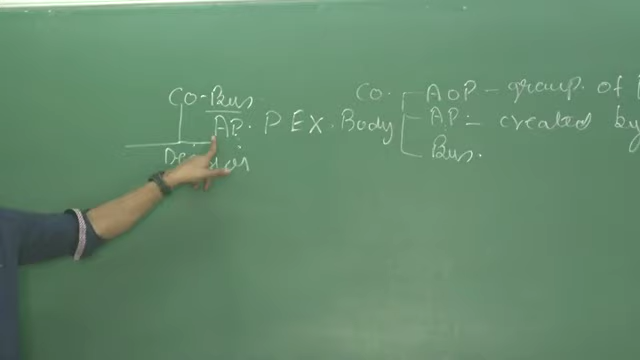 Co-Bus
AP. PEX. Body
Co. AOP - group of
AP:- created by
Bus.